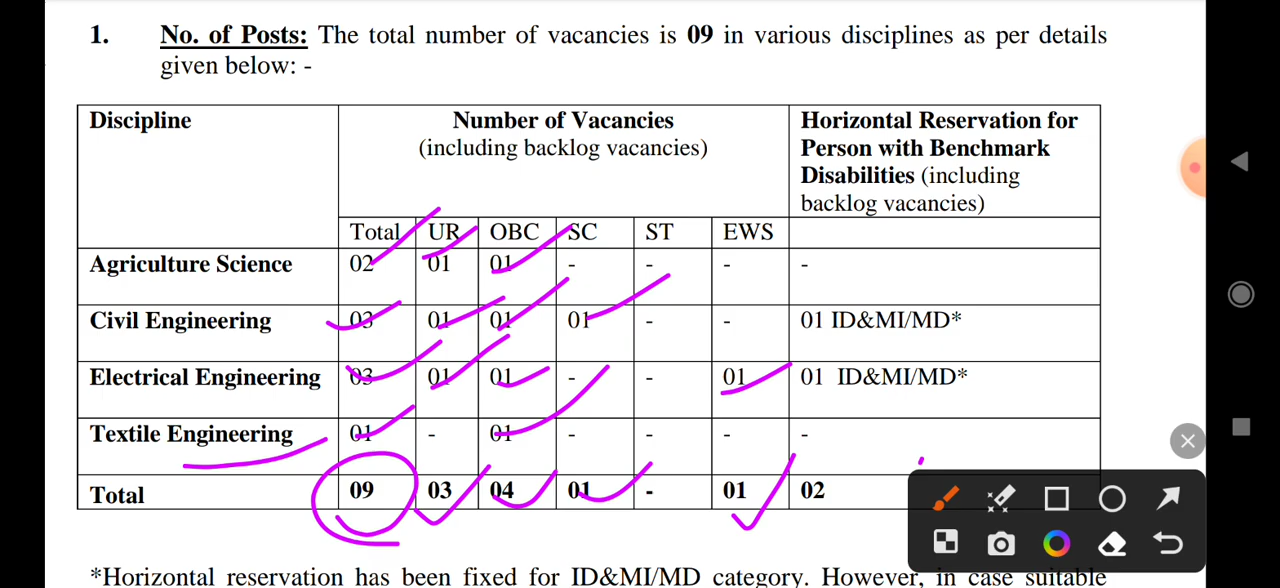 1. No. of Posts: The total number of vacancies is 09 in various disciplines as per details
given below: -
Discipline Number of Vacancies Horizontal Reservation for
(including backlog vacancies) Person with Benchmark
Disabilities (including
backlog vacancies)
Total UR OBC SC ST EWS
Agriculture Science 02 01 01 - - - -
Civil Engineering 03 01 01 01 - - 01 ID&MI/MD*
Electrical Engineering 03 01 01 - - 01 01 ID&MI/MD*
Textile Engineering 01 - 01 - - - -
Total 09 03 04 01 - 01 02
*Horizontal reservation has been fixed for ID&MI/MD category. However, in case suitable